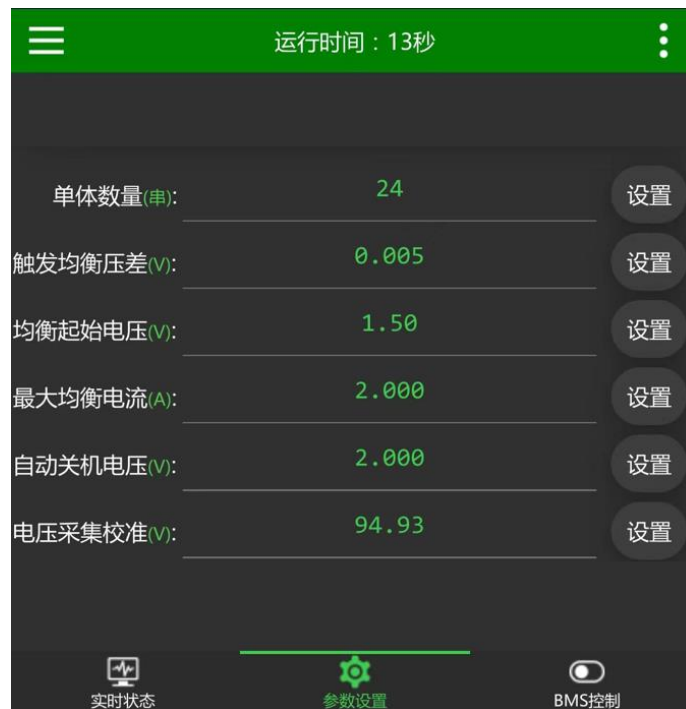 运行时间：13秒
单体数量(串): 24 设置
触发均衡压差(V): 0.005 设置
均衡起始电压(V): 1.50 设置
最大均衡电流(A): 2.000 设置
自动关机电压(V): 2.000 设置
电压采集校准(V): 94.93 设置
实时状态 参数设置 BMS控制